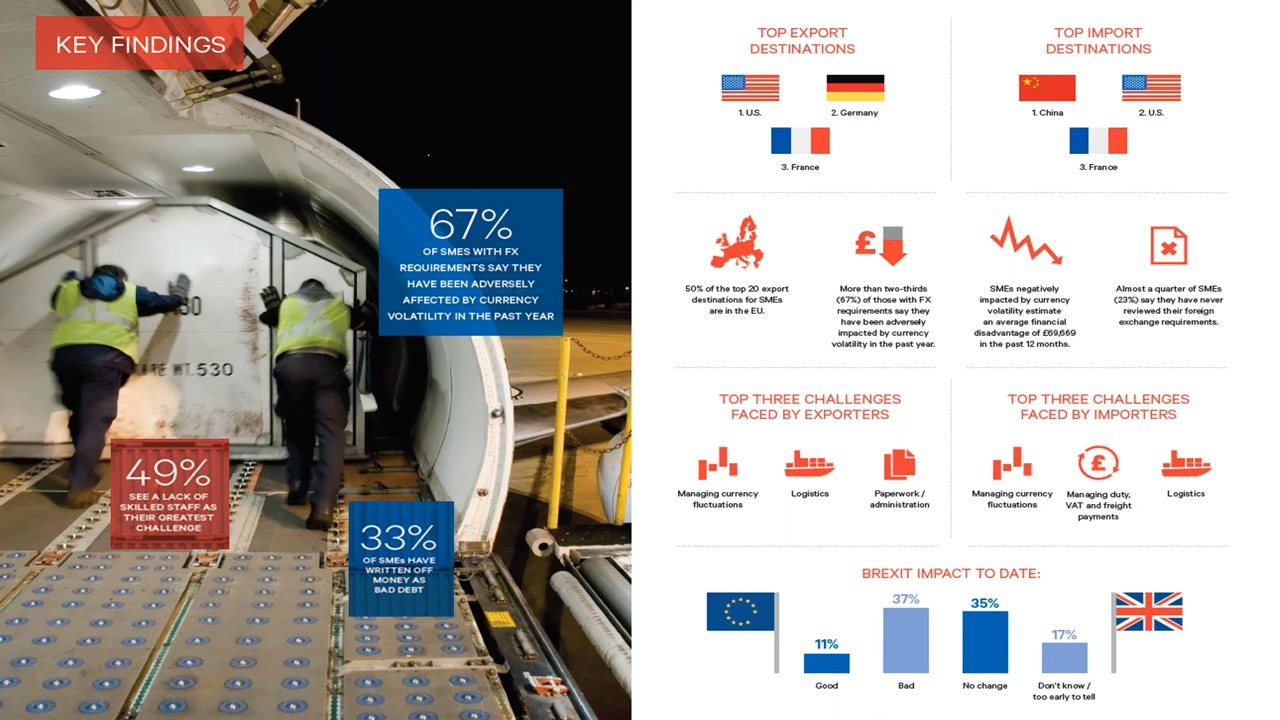 KEY FINDINGS
67%
OF SMES WITH FX
REQUIREMENTS SAY THEY
HAVE BEEN ADVERSELY
AFFECTED BY CURRENCY
VOLATILITY IN THE PAST YEAR
WT.530
49%
SEE A LACK OF
SKILLED STAFF AS
THEIR GREATEST
CHALLENGE
33%
OF SMEs HAVE
WRITTEN OFF
MONEY AS
BAD DEBT
TOP EXPORT
DESTINATIONS
1. U.S.
2. Germany
3. France
TOP IMPORT
DESTINATIONS
1. China
2. U.S.
3. France
50% of the top 20 export
destinations for SMEs
are in the EU.
£
More than two-thirds
(67%) of those with FX
requirements say they
have been adversely
impacted by currency
volatility in the past year.
SMEs negatively
impacted by currency
volatility estimate
an average financial
disadvantage of £69,669
in the past 12 months.
Almost a quarter of SMEs
(23%) say they have never
reviewed their foreign
exchange requirements.
TOP THREE CHALLENGES
FACED BY EXPORTERS
Managing currency
fluctuations
Logistics
Paperwork /
administration
TOP THREE CHALLENGES
FACED BY IMPORTERS
Managing currency
fluctuations
£
Managing duty,
VAT and freight
payments
Logistics
BREXIT IMPACT TO DATE:
11%
Good
37%
Bad
35%
No change
17%
Don't know /
too early to tell